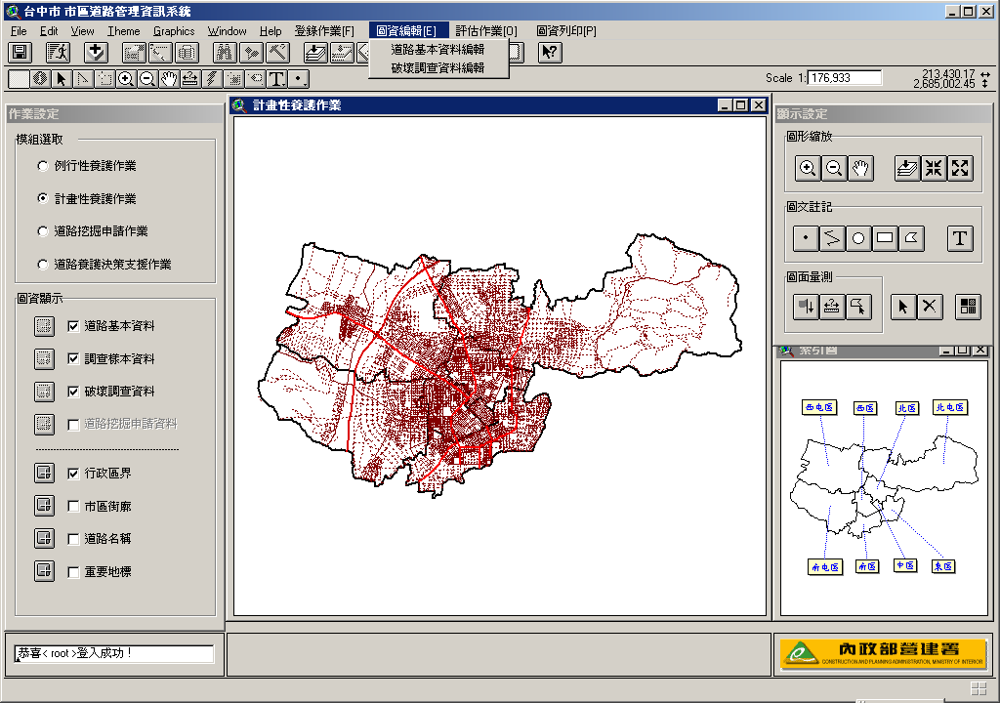 台中市 市區道路管理資訊系統
File Edit View Theme Graphics Window Help 登錄作業[F] 圖資編輯[E] 評估作業[O] 圖資列印[P]
道路基本資料編輯
破壞調查資料編輯
Scale 1: 176,933
213,430.17
2,685,002.45
作業設定
模組選取
例行性養護作業
計畫性養護作業
道路挖掘申請作業
道路養護決策支援作業
圖資顯示
道路基本資料
調查樣本資料
破壞調查資料
道路挖掘申請資料
行政區界
市區街廓
道路名稱
重要地標
恭喜< root >登入成功！
計畫性養護作業
顯示設定
圖形縮放
圖文註記
T
圖面量測
索引圖
西屯區 西區 北區 北屯區
南屯區 南區 中區 東區
內政部營建署
CONSTRUCTION AND PLANNING ADMINISTRATION, MINISTRY OF INTERIOR